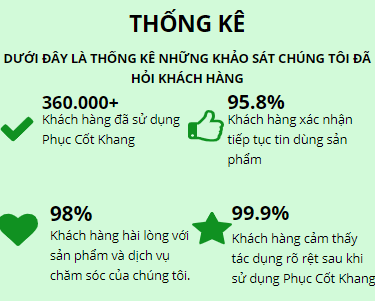 THỐNG KÊ
DƯỚI ĐÂY LÀ THỐNG KÊ NHỮNG KHẢO SÁT CHÚNG TÔI ĐÃ
HỎI KHÁCH HÀNG
360.000+
Khách hàng đã sử dụng
Phục Cốt Khang
95.8%
Khách hàng xác nhận
tiếp tục tin dùng sản
phẩm
98%
Khách hàng hài lòng với
sản phẩm và dịch vụ
chăm sóc của chúng tôi.
99.9%
Khách hàng cảm thấy
tác dụng rõ rệt sau khi
sử dụng Phục Cốt Khang